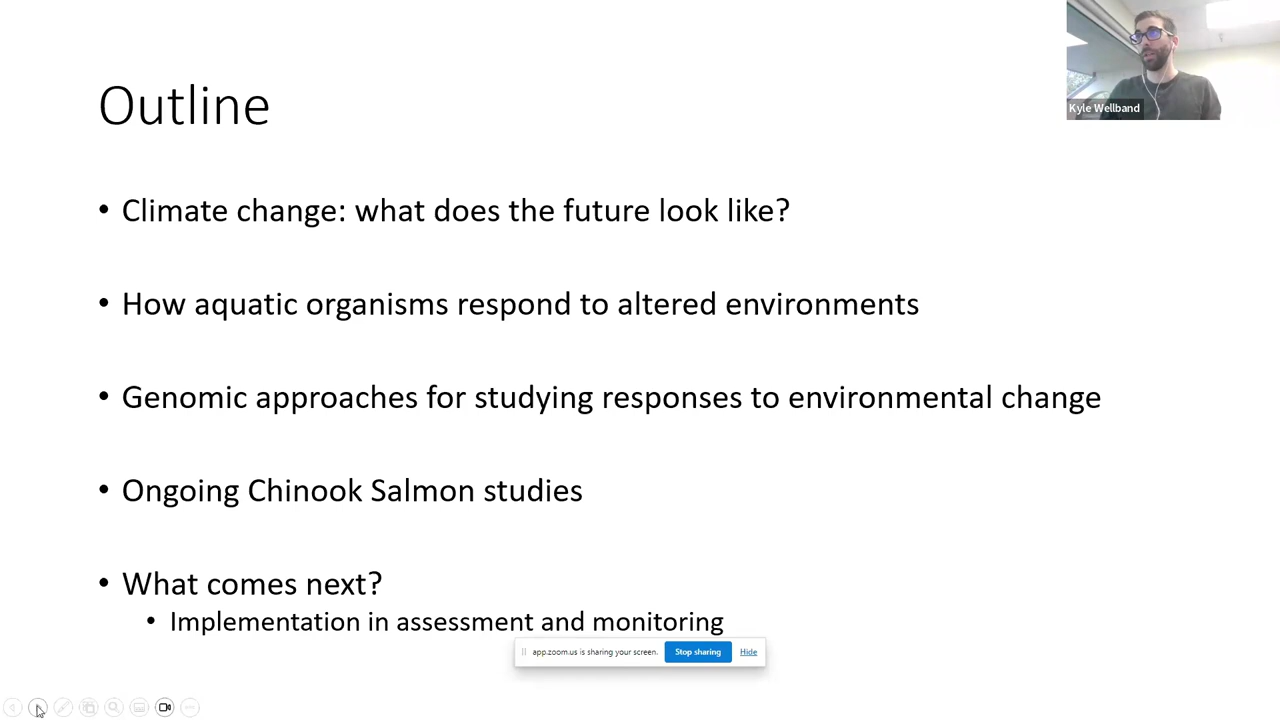 Kyle Wellband
Outline
• Climate change: what does the future look like?
• How aquatic organisms respond to altered environments
• Genomic approaches for studying responses to environmental change
• Ongoing Chinook Salmon studies
• What comes next?
• Implementation in assessment and monitoring
app.zoom.us is sharing your screen.
Stop sharing
Hide